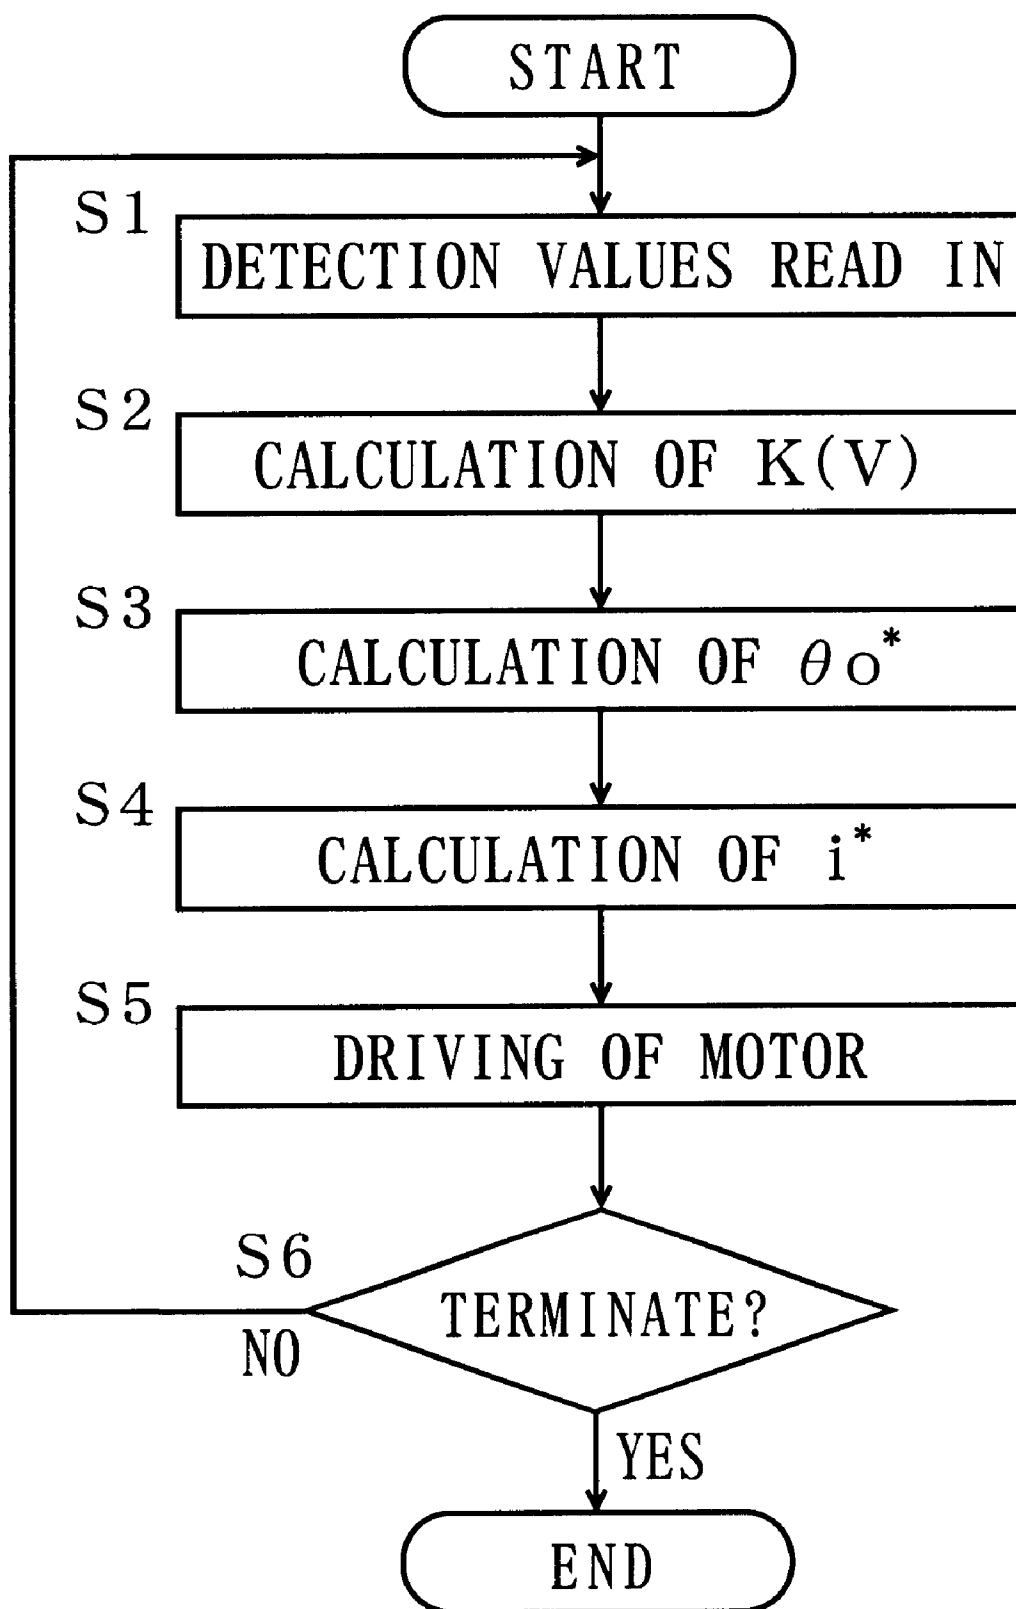 START
S1
DETECTION VALUES READ IN
S2
CALCULATION OF K(V)
S3
CALCULATION OF θo*
S4
CALCULATION OF i*
S5
DRIVING OF MOTOR
S6
TERMINATE?
NO
YES
END